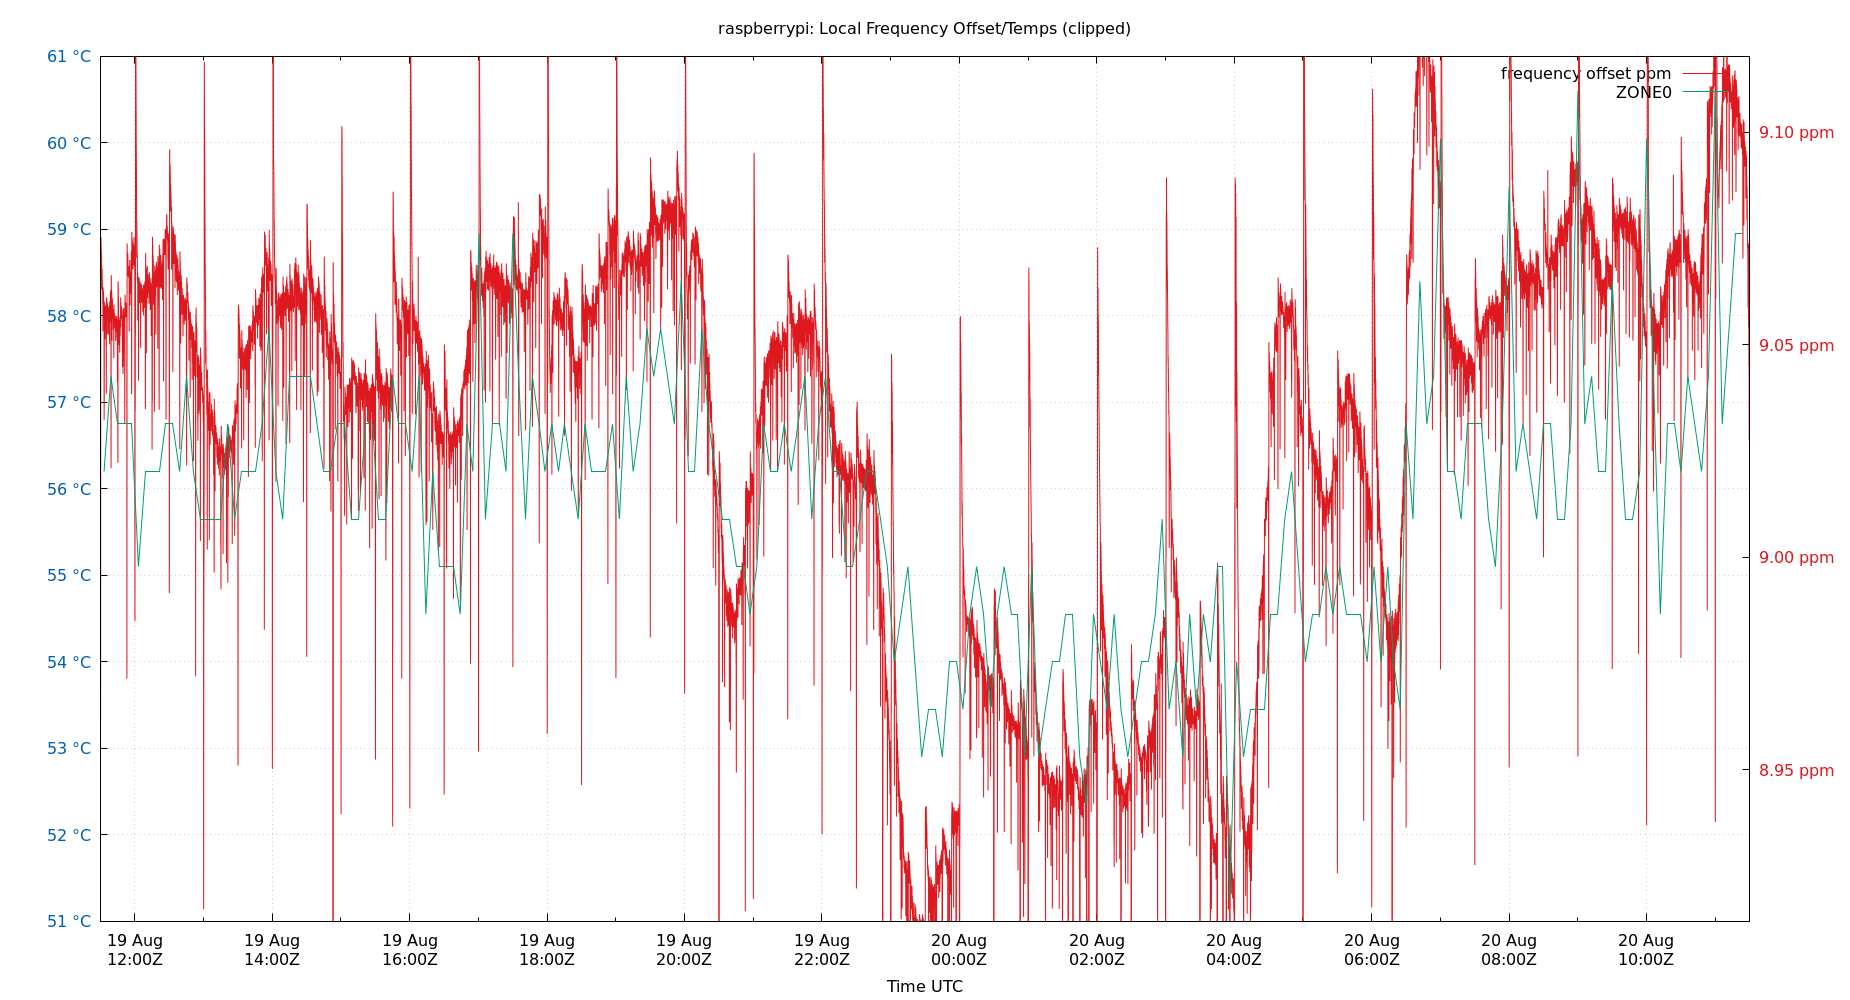 raspberrypi: Local Frequency Offset/Temps (clipped)
61 °C
60 °C
59 °C
58 °C
57 °C
56 °C
55 °C
54 °C
53 °C
52 °C
51 °C
frequency offset ppm
ZONE0
9.10 ppm
9.05 ppm
9.00 ppm
8.95 ppm
19 Aug
12:00Z
19 Aug
14:00Z
19 Aug
16:00Z
19 Aug
18:00Z
19 Aug
20:00Z
19 Aug
22:00Z
20 Aug
00:00Z
20 Aug
02:00Z
20 Aug
04:00Z
20 Aug
06:00Z
20 Aug
08:00Z
20 Aug
10:00Z
Time UTC